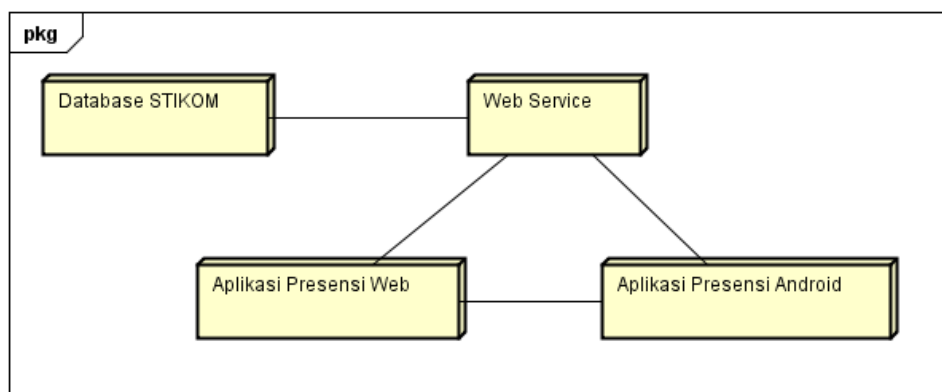 pkg
Database STIKOM
Web Service
Aplikasi Presensi Web
Aplikasi Presensi Android